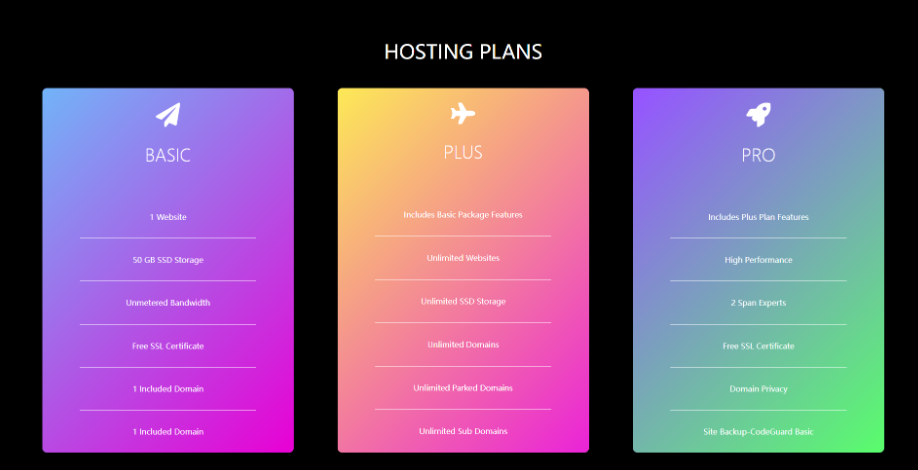 HOSTING PLANS
BASIC
1 Website
50 GB SSD Storage
Unmetered Bandwidth
Free SSL Certificate
1 Included Domain
1 Included Domain
PLUS
Includes Basic Package Features
Unlimited Websites
Unlimited SSD Storage
Unlimited Domains
Unlimited Parked Domains
Unlimited Sub Domains
PRO
Includes Plus Plan Features
High Performance
2 Span Experts
Free SSL Certificate
Domain Privacy
Site Backup-CodeGuard Basic